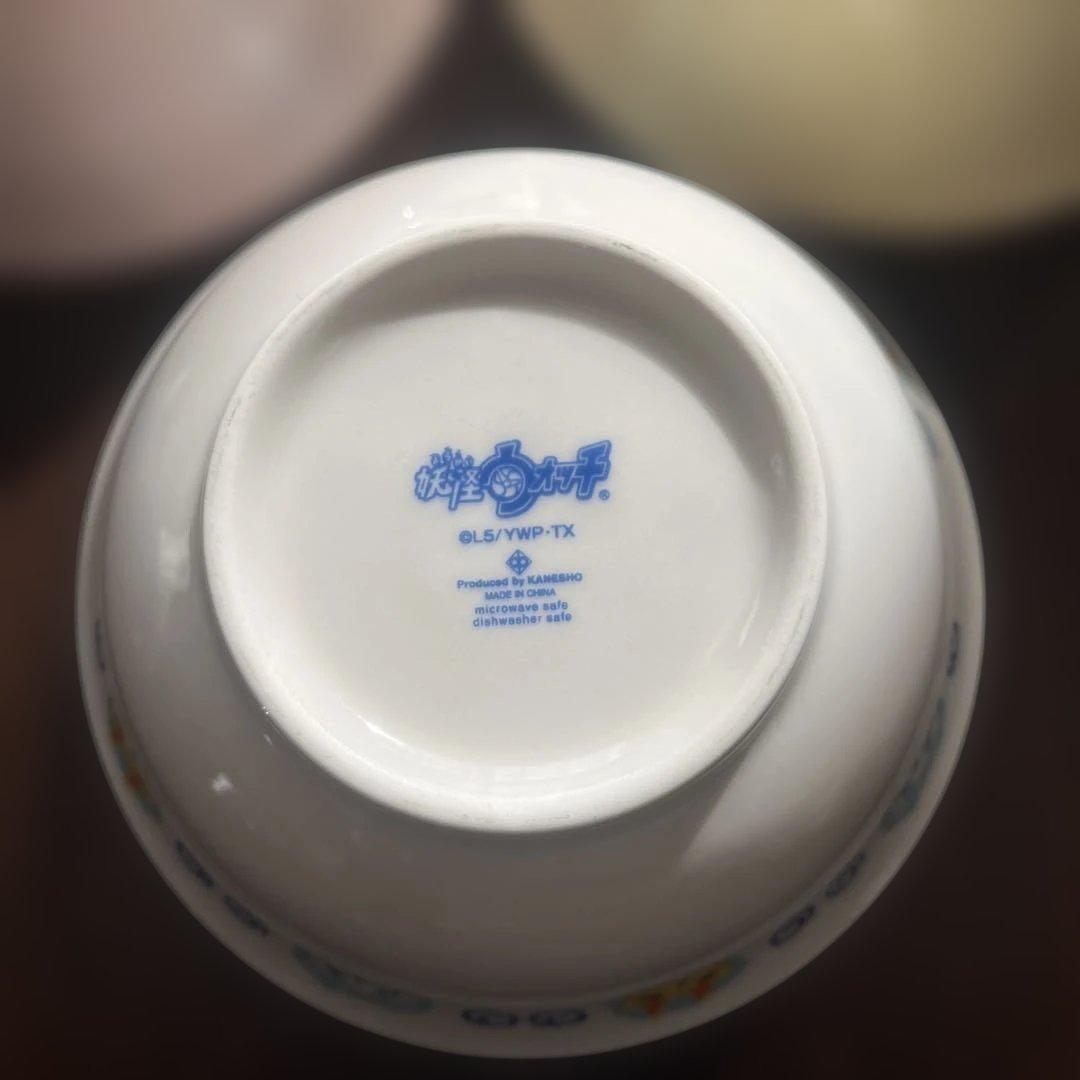 妖怪ウォッチ®
©L5/YWP・TX
Produced by KANESHO
MADE IN CHINA
microwave safe
dishwasher safe